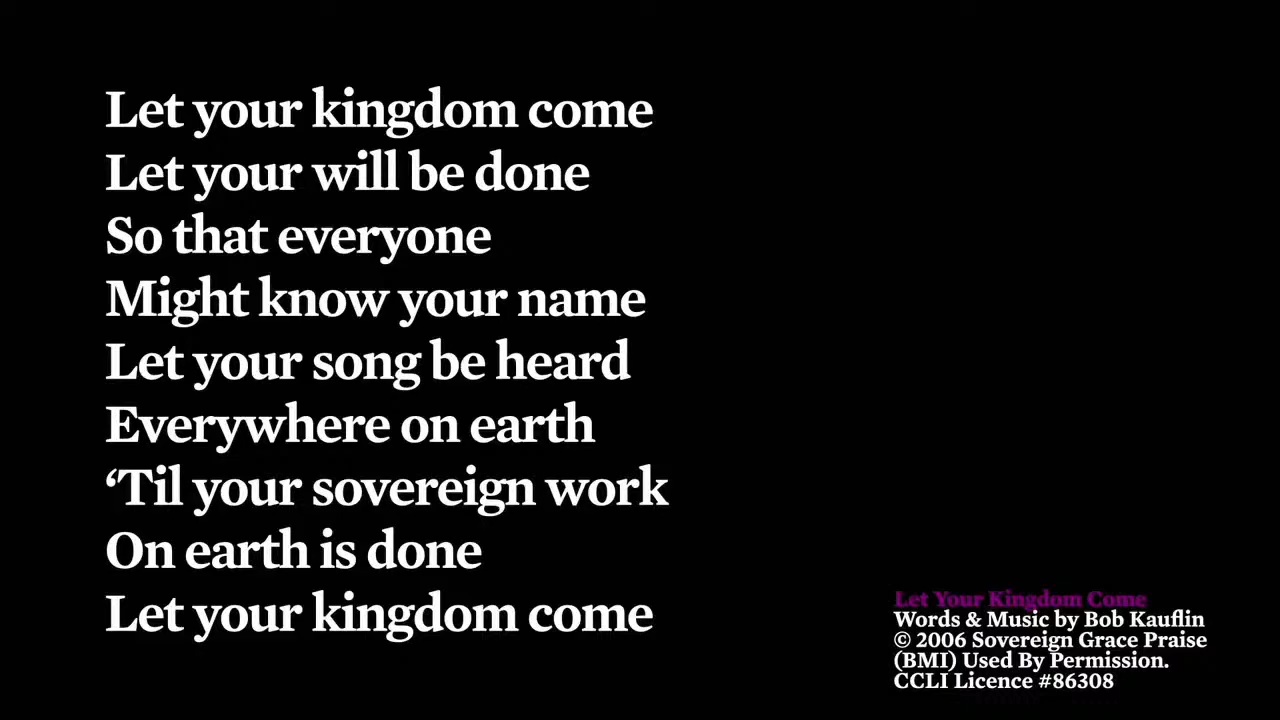 Let your kingdom come
Let your will be done
So that everyone
Might know your name
Let your song be heard
Everywhere on earth
‘Til your sovereign work
On earth is done
Let your kingdom come
Let Your Kingdom Come
Words & Music by Bob Kauflin
© 2006 Sovereign Grace Praise
(BMI) Used By Permission.
CCLI Licence #86308